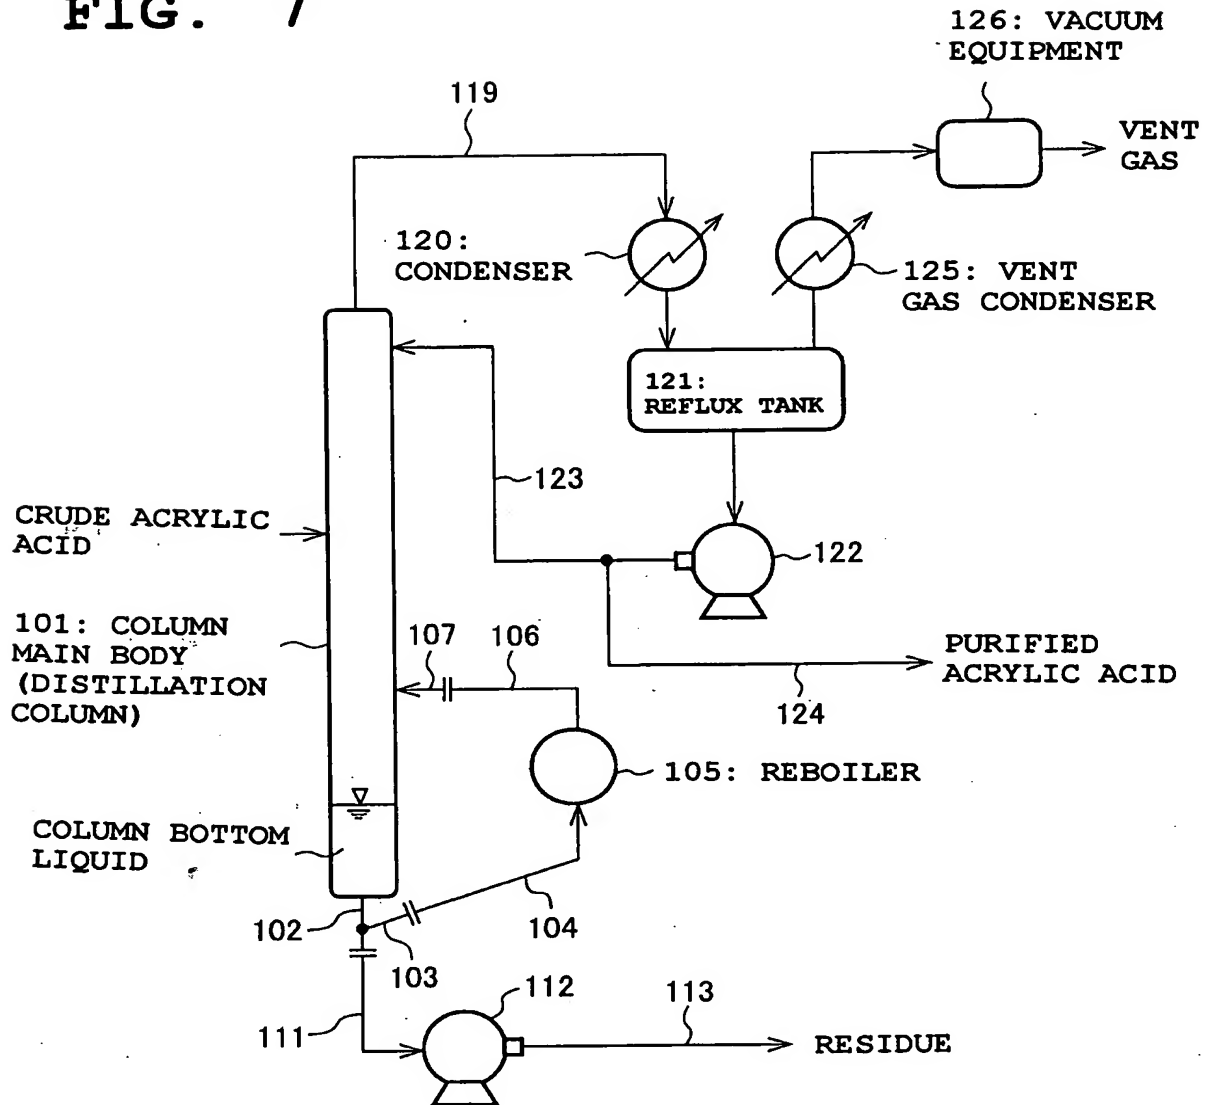 FIG. 7
126: VACUUM
EQUIPMENT
119
VENT
GAS
120:
CONDENSER
125: VENT
GAS CONDENSER
121:
REFLUX TANK
123
CRUDE ACRYLIC
ACID
122
101: COLUMN
MAIN BODY
(DISTILLATION
COLUMN)
107
106
PURIFIED
ACRYLIC ACID
124
105: REBOILER
COLUMN BOTTOM
LIQUID
102
104
103
112
113
111
RESIDUE